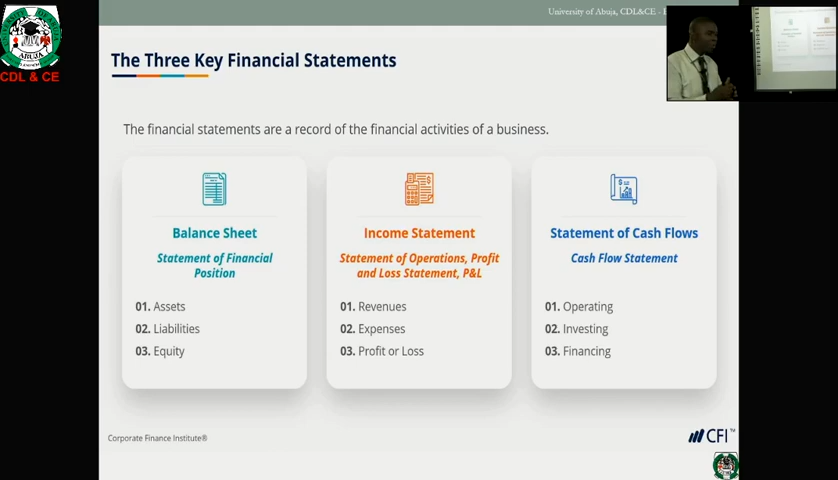 University of Abuja, CDL&CE -
ABUJA
CDL & CE
The Three Key Financial Statements
The financial statements are a record of the financial activities of a business.
Balance Sheet
Statement of Financial
Position
01. Assets
02. Liabilities
03. Equity
Income Statement
Statement of Operations, Profit
and Loss Statement, P&L
01. Revenues
02. Expenses
03. Profit or Loss
Statement of Cash Flows
Cash Flow Statement
01. Operating
02. Investing
03. Financing
Corporate Finance Institute®
CFI™